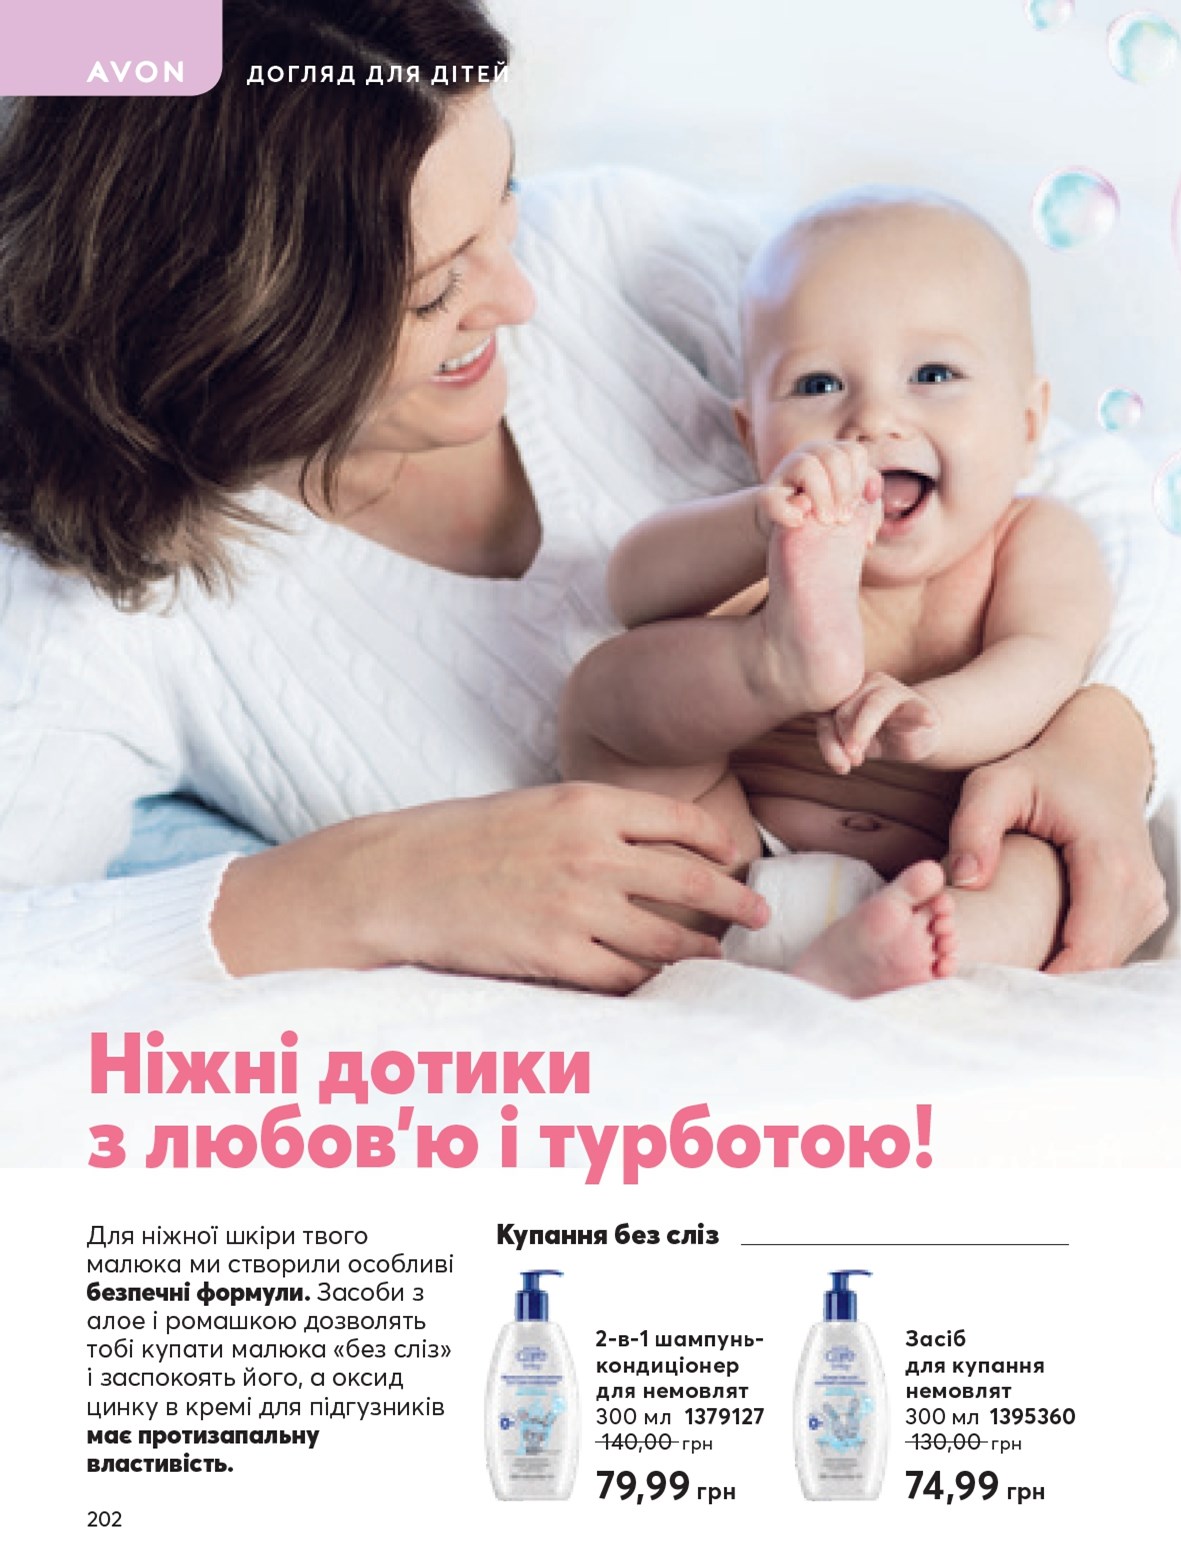 AVON
ДОГЛЯД ДЛЯ ДІТЕЙ
Ніжні дотики
з любов'ю і турботою!
Для ніжної шкіри твого
малюка ми створили особливі
безпечні формули. Засоби з
алое і ромашкою дозволять
тобі купати малюка «без сліз»
і заспокоять його, а оксид
цинку в кремі для підгузників
має протизапальну
властивість.
Купання без сліз
care
2-в-1 шампунь-
кондиціонер
для немовлят
300 мл 1379127
140,00 грн
79,99 грн
care
Засіб
для купання
немовлят
300 мл 1395360
130,00 грн
74,99 грн
202